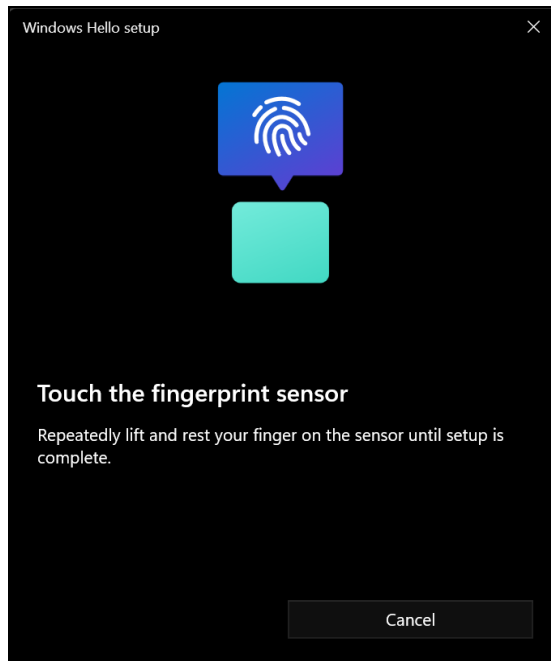 Windows Hello setup
Touch the fingerprint sensor
Repeatedly lift and rest your finger on the sensor until setup is
complete.
Cancel